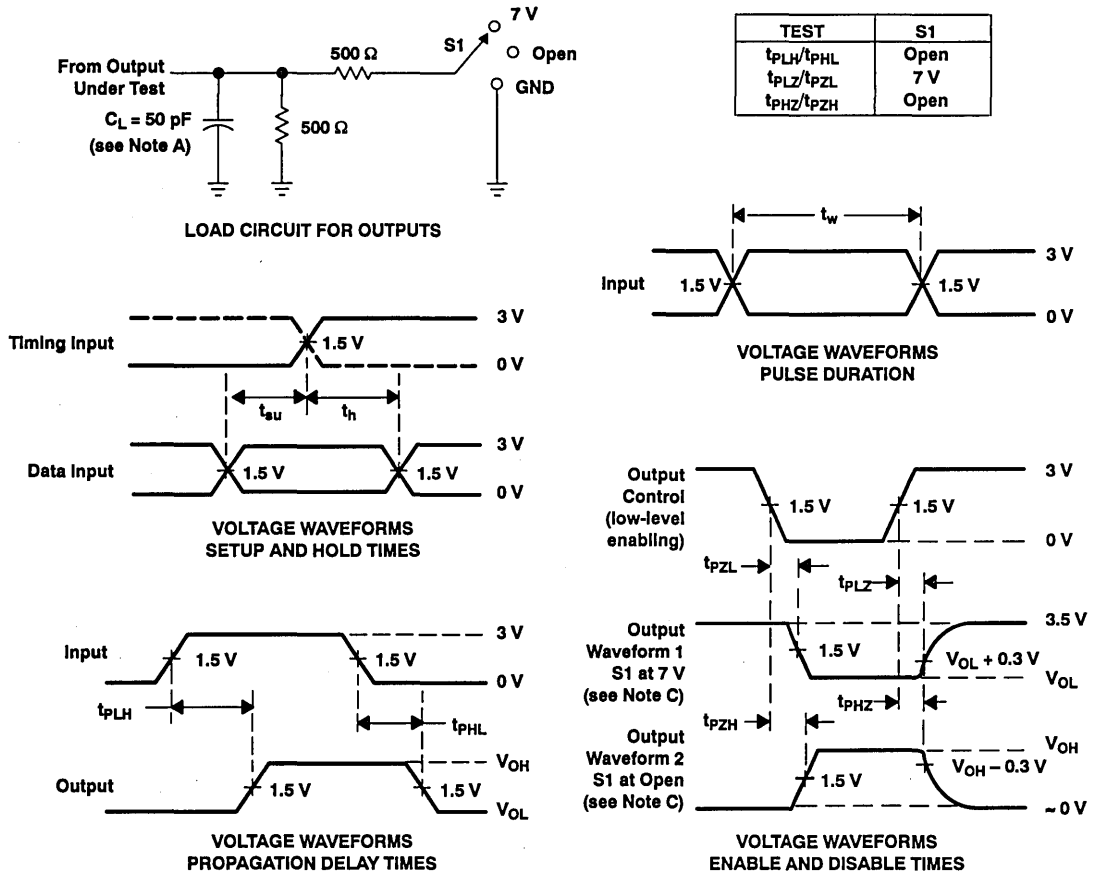 7 V
S1
Open
500 Ω
From Output
Under Test
GND
CL = 50 pF
(see Note A)
500 Ω
LOAD CIRCUIT FOR OUTPUTS
TEST S1
tPLH/tPHL Open
tPLZ/tPZL 7 V
tPHZ/tPZH Open
tw
3 V
Input 1.5 V 1.5 V
0 V
VOLTAGE WAVEFORMS
PULSE DURATION
3 V
Timing Input 1.5 V
0 V
tsu th
3 V
Data Input 1.5 V 1.5 V
0 V
VOLTAGE WAVEFORMS
SETUP AND HOLD TIMES
3 V
Input 1.5 V 1.5 V
0 V
tPLH
tPHL
VOH
Output 1.5 V 1.5 V
VOL
VOLTAGE WAVEFORMS
PROPAGATION DELAY TIMES
Output
Control
(low-level
enabling)
3 V
1.5 V 1.5 V
0 V
tPZL
tPLZ
Output
Waveform 1
S1 at 7 V
(see Note C)
3.5 V
1.5 V
VOL + 0.3 V
VOL
tPHZ
tPZH
Output
Waveform 2
S1 at Open
(see Note C)
VOH
VOH – 0.3 V
1.5 V
~ 0 V
VOLTAGE WAVEFORMS
ENABLE AND DISABLE TIMES